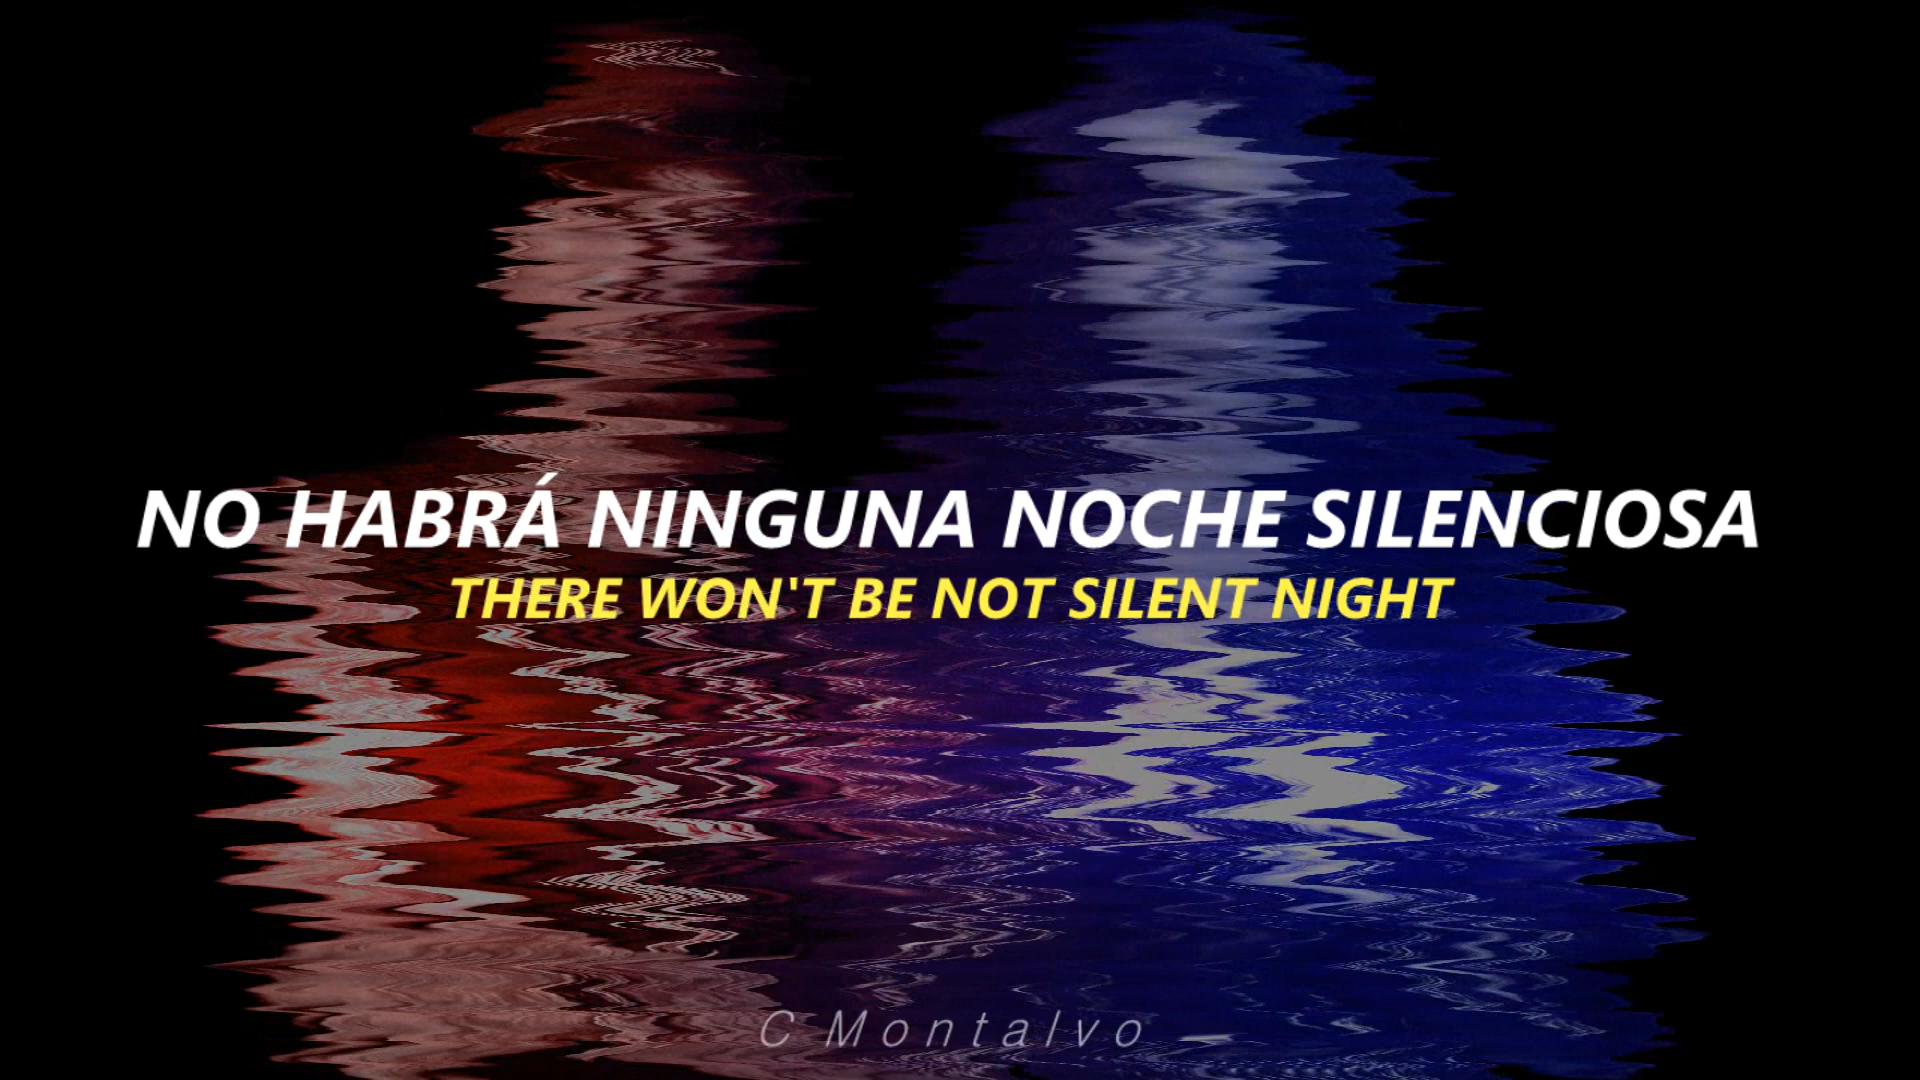 NO HABRÁ NINGUNA NOCHE SILENCIOSA
THERE WON'T BE NOT SILENT NIGHT
C Montalvo